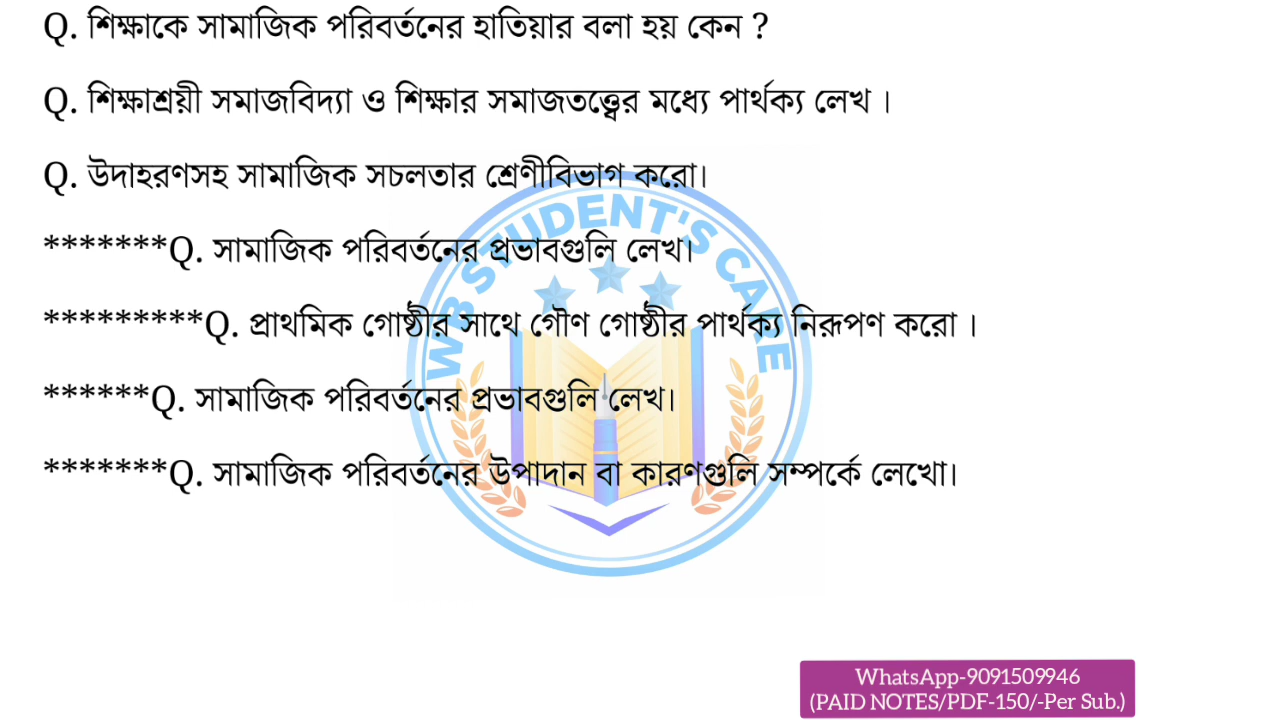 Q. শিক্ষাকে সামাজিক পরিবর্তনের হাতিয়ার বলা হয় কেন ?
Q. শিক্ষাশ্রয়ী সমাজবিদ্যা ও শিক্ষার সমাজতত্ত্বের মধ্যে পার্থক্য লেখ।
Q. উদাহরণসহ সামাজিক সচলতার শ্রেণীবিভাগ করো।
*******Q. সামাজিক পরিবর্তনের প্রভাবগুলি লেখ।
*********Q. প্রাথমিক গোষ্ঠীর সাথে গৌণ গোষ্ঠীর পার্থক্য নিরূপণ করো।
******Q. সামাজিক পরিবর্তনের প্রভাবগুলি লেখ।
*******Q. সামাজিক পরিবর্তনের উপাদান বা কারণগুলি সম্পর্কে লেখো।
WB STUDENT'S CARE
WhatsApp-9091509946
(PAID NOTES/PDF-150/-Per Sub.)